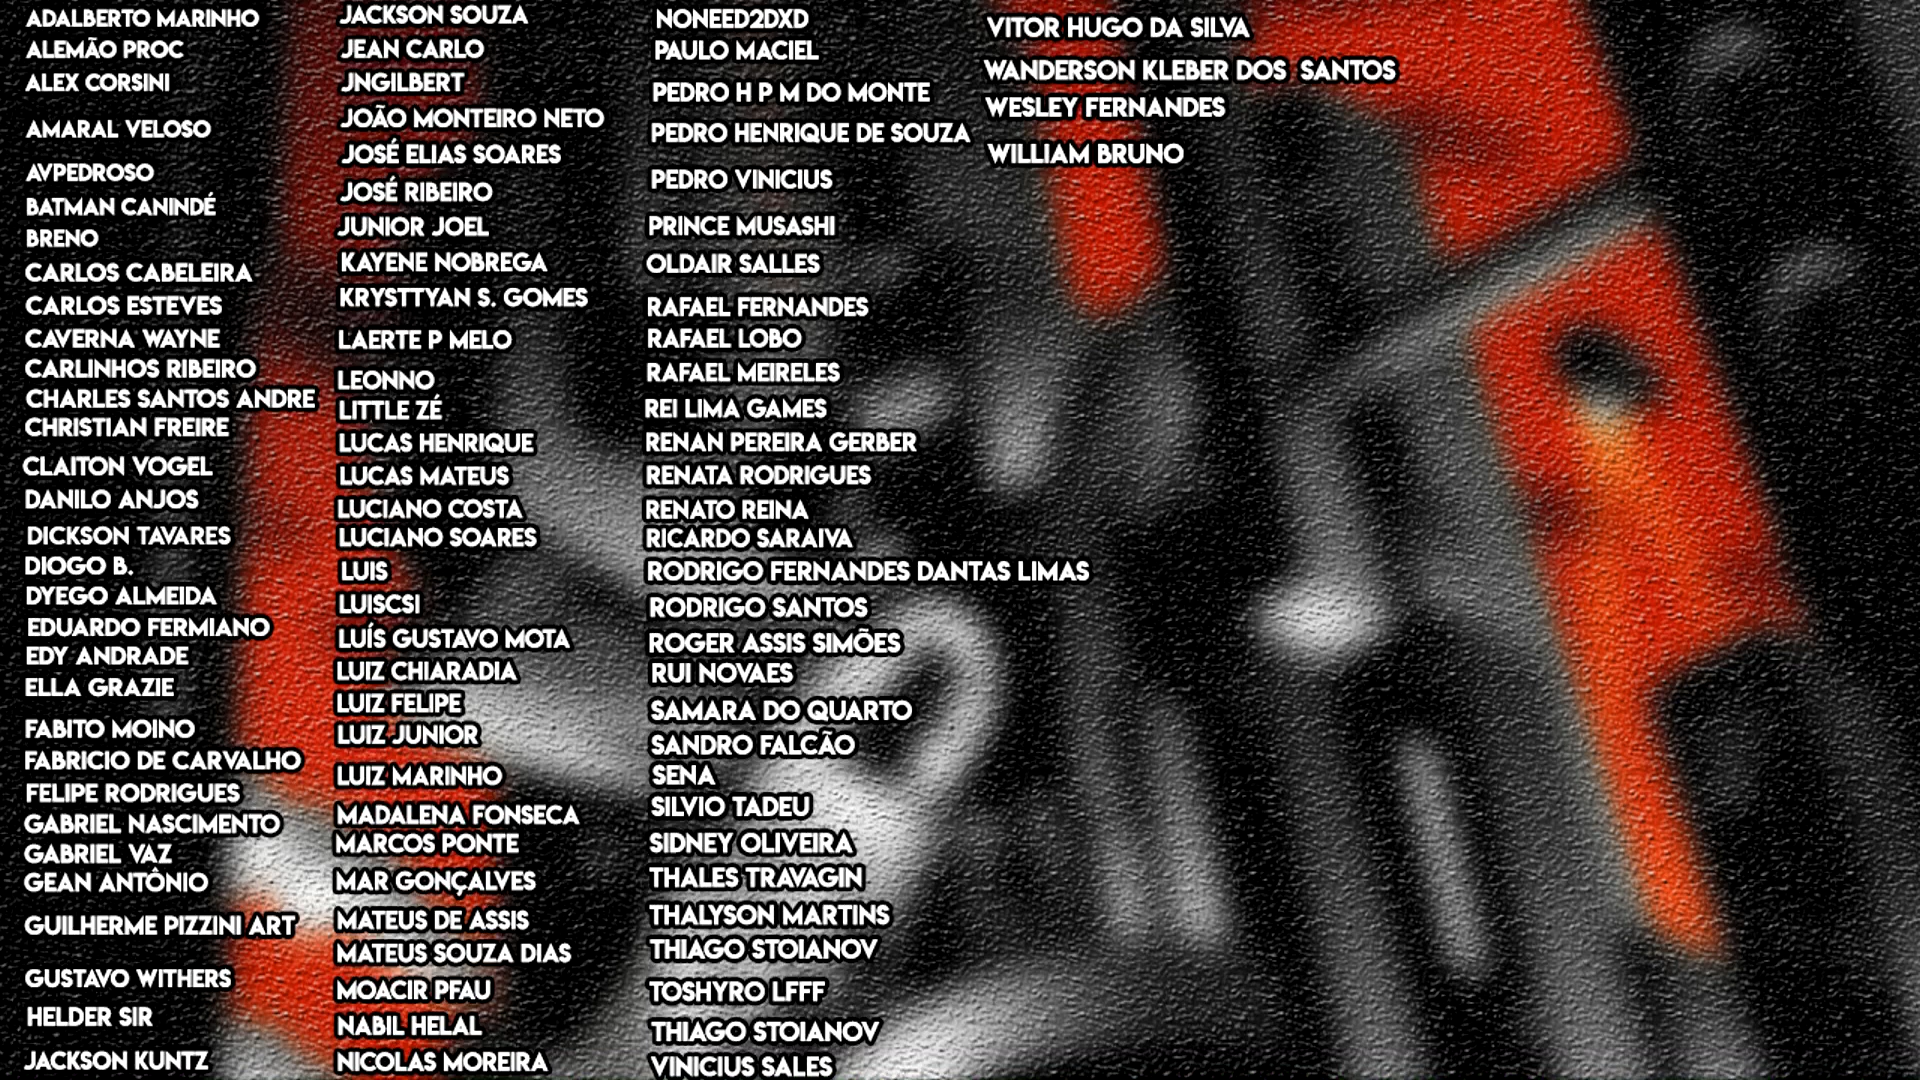 ADALBERTO MARINHO
ALEMÃO PROC
ALEX CORSINI
AMARAL VELOSO
AVPEDROSO
BATMAN CANINDÉ
BRENO
CARLOS CABELEIRA
CARLOS ESTEVES
CAVERNA WAYNE
CARLINHOS RIBEIRO
CHARLES SANTOS ANDRE
CHRISTIAN FREIRE
CLAITON VOGEL
DANILO ANJOS
DICKSON TAVARES
DIOGO B.
DYEGO ALMEIDA
EDUARDO FERMIANO
EDY ANDRADE
ELLA GRAZIE
FABITO MOINO
FABRICIO DE CARVALHO
FELIPE RODRIGUES
GABRIEL NASCIMENTO
GABRIEL VAZ
GEAN ANTÔNIO
GUILHERME PIZZINI ART
GUSTAVO WITHERS
HELDER SIR
JACKSON KUNTZ
JACKSON SOUZA
JEAN CARLO
JNGILBERT
JOÃO MONTEIRO NETO
JOSÉ ELIAS SOARES
JOSÉ RIBEIRO
JUNIOR JOEL
KAYENE NOBREGA
KRYSTTYAN S. GOMES
LAERTE P MELO
LEONNO
LITTLE ZÉ
LUCAS HENRIQUE
LUCAS MATEUS
LUCIANO COSTA
LUCIANO SOARES
LUIS
LUISCSI
LUÍS GUSTAVO MOTA
LUIZ CHIARADIA
LUIZ FELIPE
LUIZ JUNIOR
LUIZ MARINHO
MADALENA FONSECA
MARCOS PONTE
MAR GONÇALVES
MATEUS DE ASSIS
MATEUS SOUZA DIAS
MOACIR PFAU
NABIL HELAL
NICOLAS MOREIRA
NONEED2DXD
PAULO MACIEL
PEDRO H P M DO MONTE
PEDRO HENRIQUE DE SOUZA
PEDRO VINICIUS
PRINCE MUSASHI
OLDAIR SALLES
RAFAEL FERNANDES
RAFAEL LOBO
RAFAEL MEIRELES
REI LIMA GAMES
RENAN PEREIRA GERBER
RENATA RODRIGUES
RENATO REINA
RICARDO SARAIVA
RODRIGO FERNANDES DANTAS LIMAS
RODRIGO SANTOS
ROGER ASSIS SIMÕES
RUI NOVAES
SAMARA DO QUARTO
SANDRO FALCÃO
SENA
SILVIO TADEU
SIDNEY OLIVEIRA
THALES TRAVAGIN
THALYSON MARTINS
THIAGO STOIANOV
TOSHYRO LFFF
THIAGO STOIANOV
VINICIUS SALES
VITOR HUGO DA SILVA
WANDERSON KLEBER DOS SANTOS
WESLEY FERNANDES
WILLIAM BRUNO